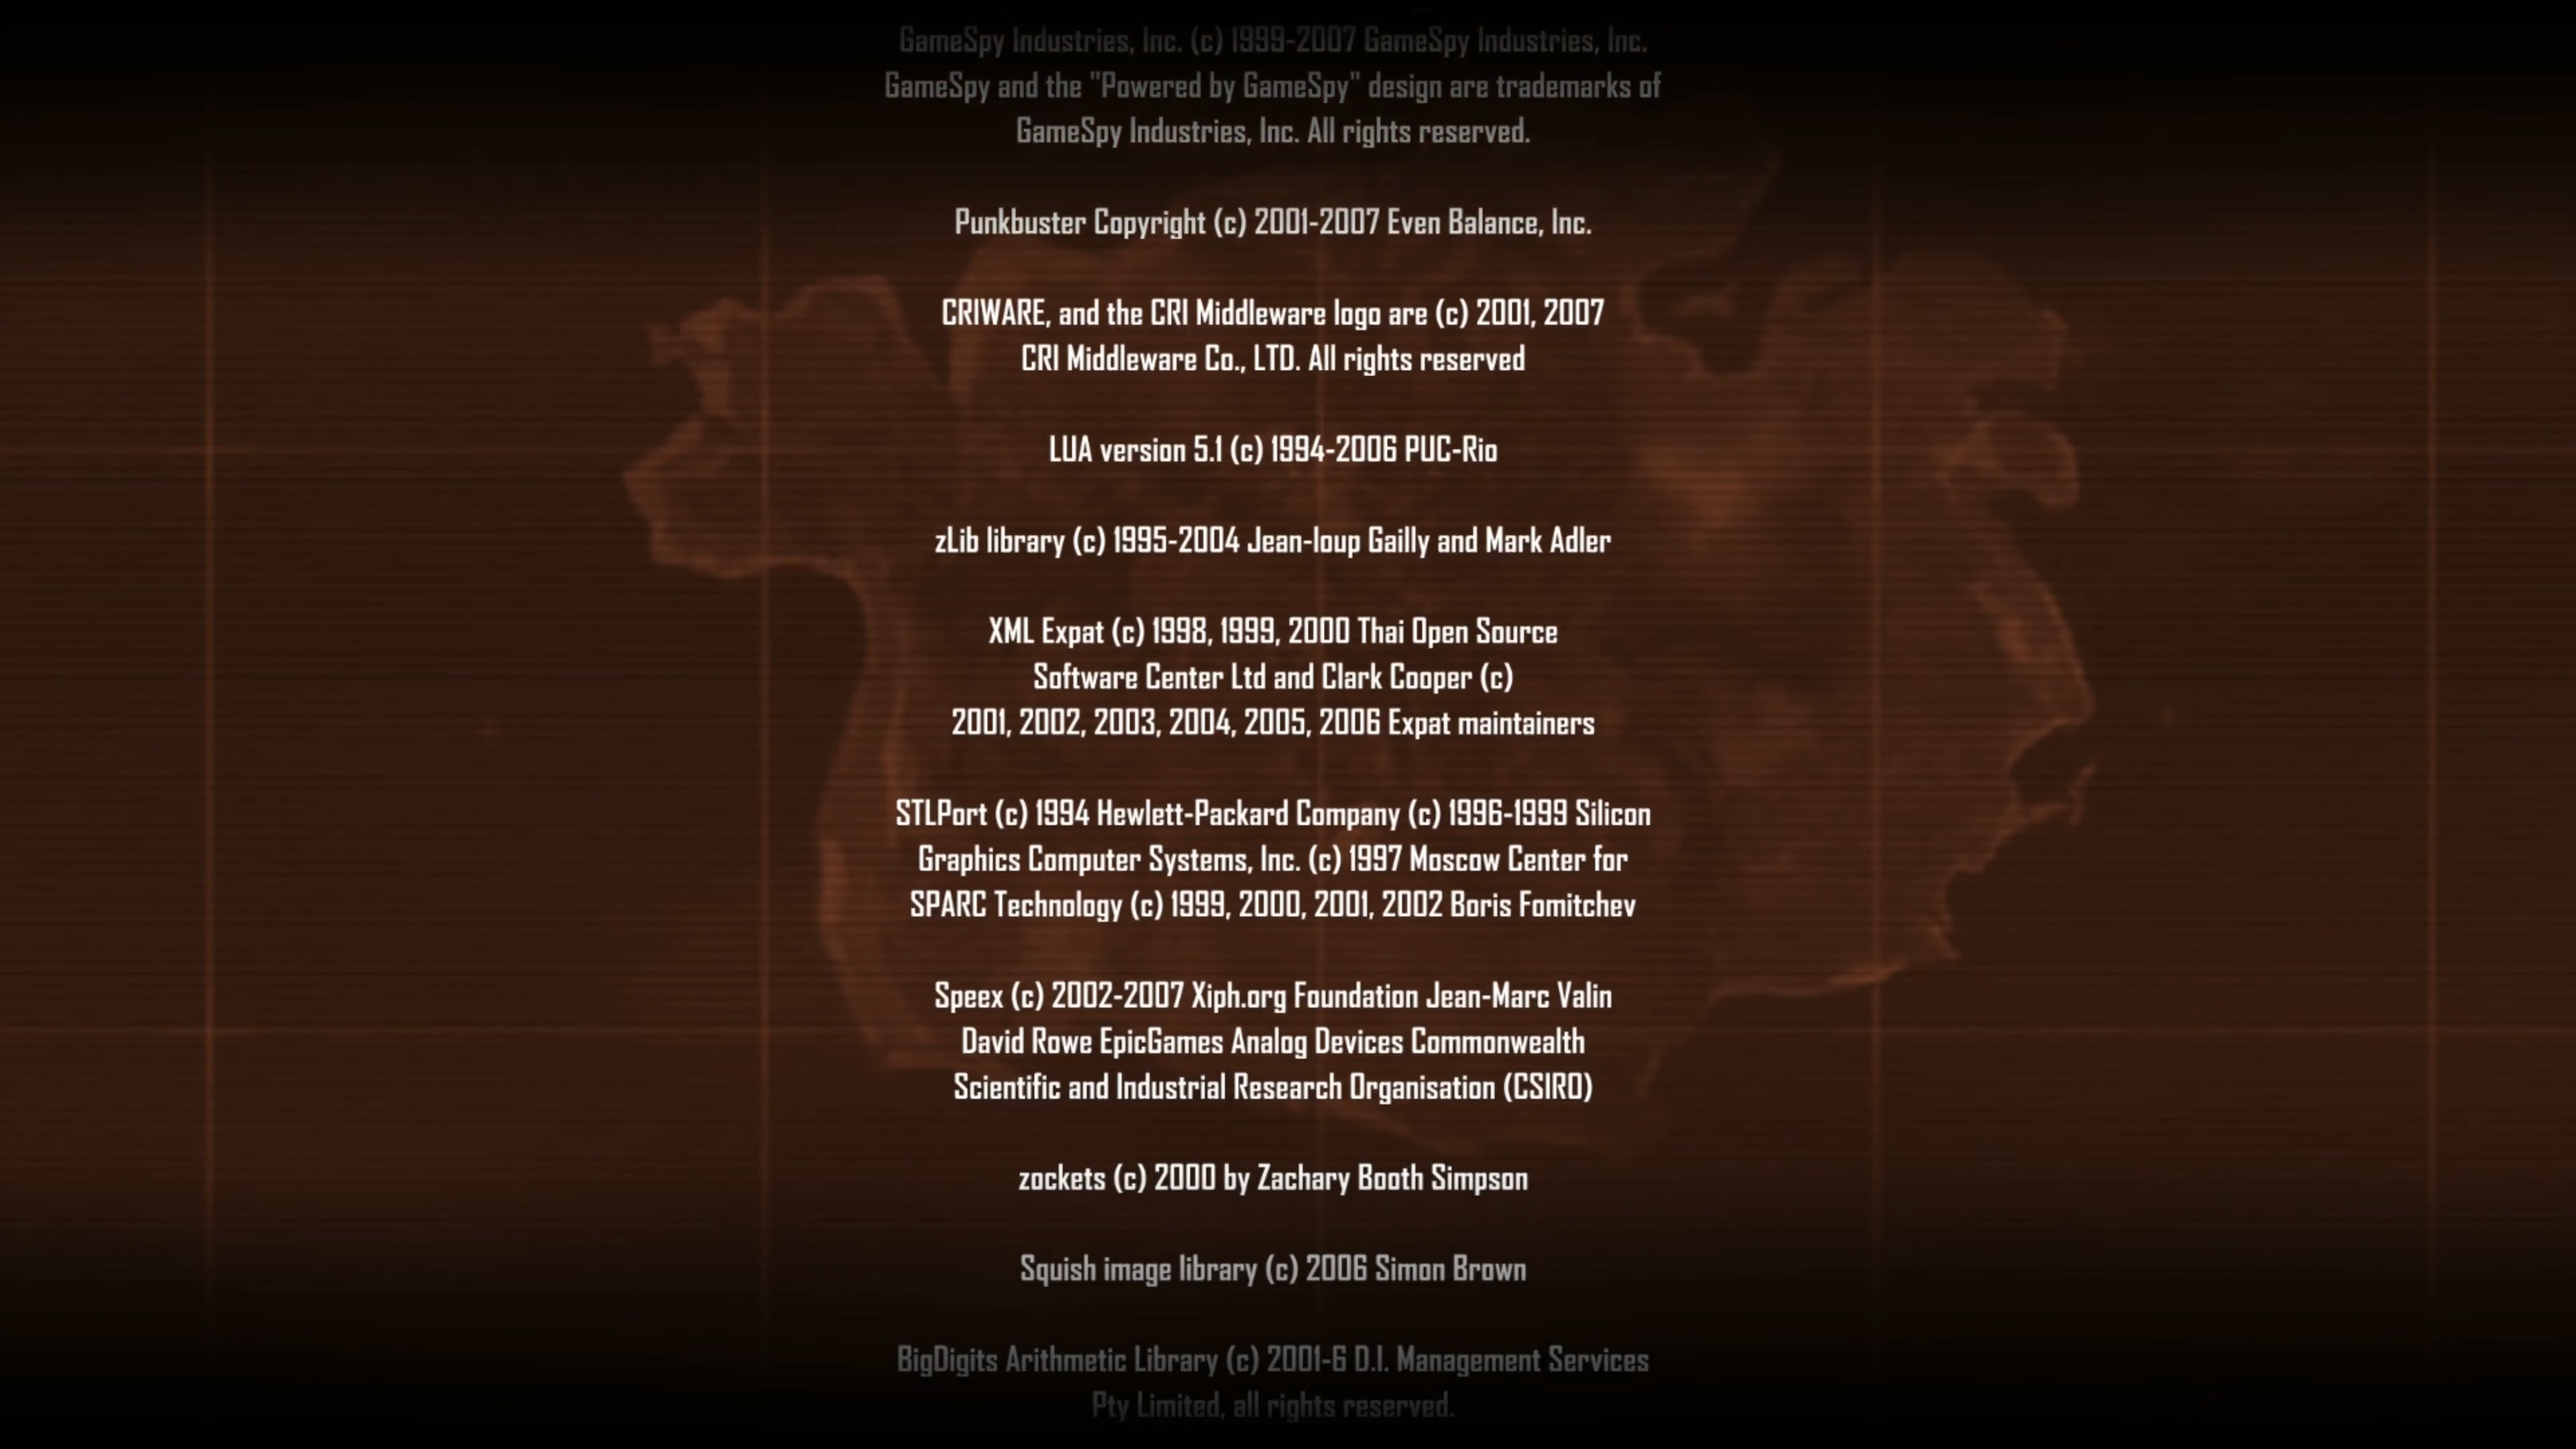 GameSpy Industries, Inc. (c) 1999-2007 GameSpy Industries, Inc.
GameSpy and the "Powered by GameSpy" design are trademarks of
GameSpy Industries, Inc. All rights reserved.
Punkbuster Copyright (c) 2001-2007 Even Balance, Inc.
CRIWARE, and the CRI Middleware logo are (c) 2001, 2007
CRI Middleware Co., LTD. All rights reserved
LUA version 5.1 (c) 1994-2006 PUC-Rio
zLib library (c) 1995-2004 Jean-loup Gailly and Mark Adler
XML Expat (c) 1998, 1999, 2000 Thai Open Source
Software Center Ltd and Clark Cooper (c)
2001, 2002, 2003, 2004, 2005, 2006 Expat maintainers
STLPort (c) 1994 Hewlett-Packard Company (c) 1996-1999 Silicon
Graphics Computer Systems, Inc. (c) 1997 Moscow Center for
SPARC Technology (c) 1999, 2000, 2001, 2002 Boris Fomitchev
Speex (c) 2002-2007 Xiph.org Foundation Jean-Marc Valin
David Rowe EpicGames Analog Devices Commonwealth
Scientific and Industrial Research Organisation (CSIRO)
zockets (c) 2000 by Zachary Booth Simpson
Squish image library (c) 2006 Simon Brown
BigDigits Arithmetic Library (c) 2001-6 D.I. Management Services
Pty Limited, all rights reserved.